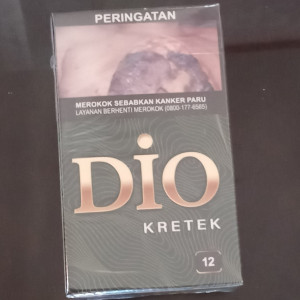 PERINGATAN
MEROKOK SEBABKAN KANKER PARU
LAYANAN BERHENTI MEROKOK (0800-177-6565)
DIO
KRETEK
12